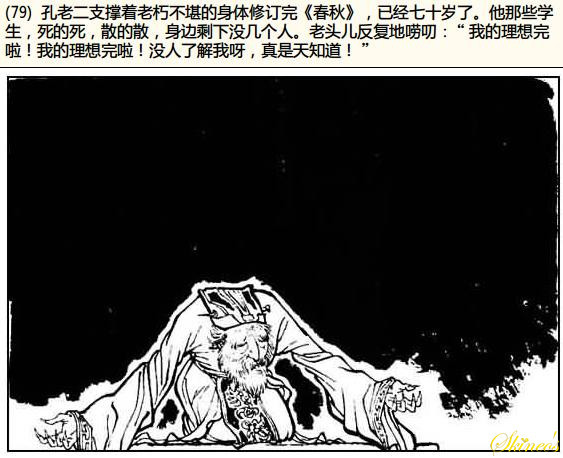 (79) 孔老二支撑着老朽不堪的身体修订完《春秋》，已经七十岁了。他那些学
生，死的死，散的散，身边剩下没几个人。老头儿反复地唠叨：“我的理想完
啦！我的理想完啦！没人了解我呀，真是天知道！”
Skineo's